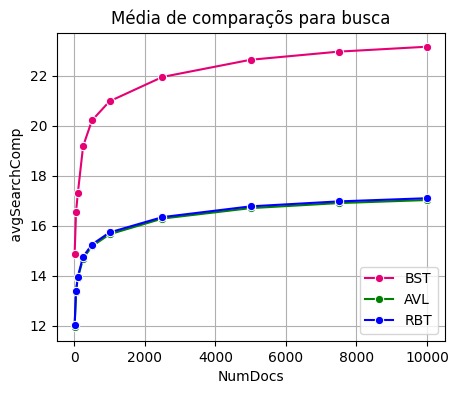 Média de comparaçõs para busca
avgSearchComp
22
20
18
16
14
12
0
2000
4000
6000
8000
10000
NumDocs
BST
AVL
RBT